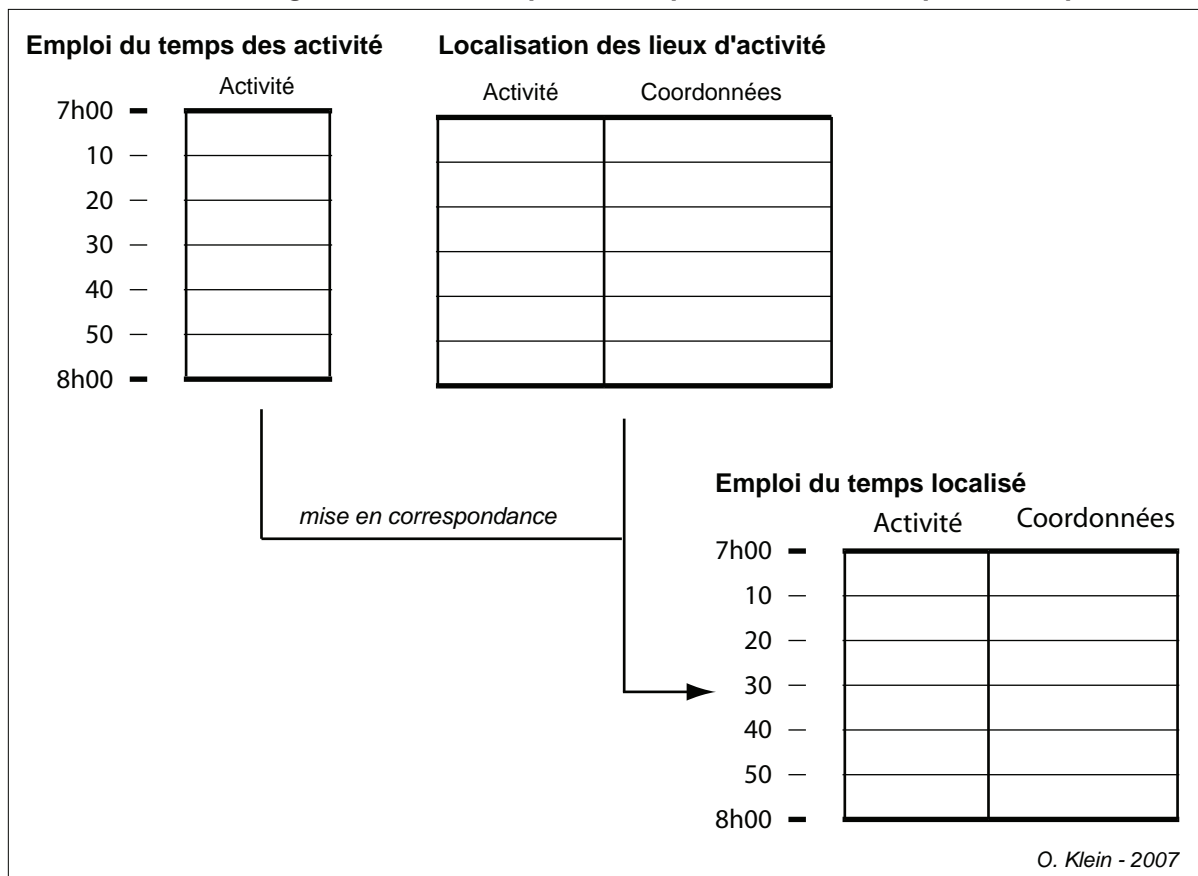 Emploi du temps des activité
Localisation des lieux d'activité
Activité
Activité Coordonnées
7h00
10
20
30
40
50
8h00
mise en correspondance
Emploi du temps localisé
Activité Coordonnées
7h00
10
20
30
40
50
8h00
O. Klein - 2007